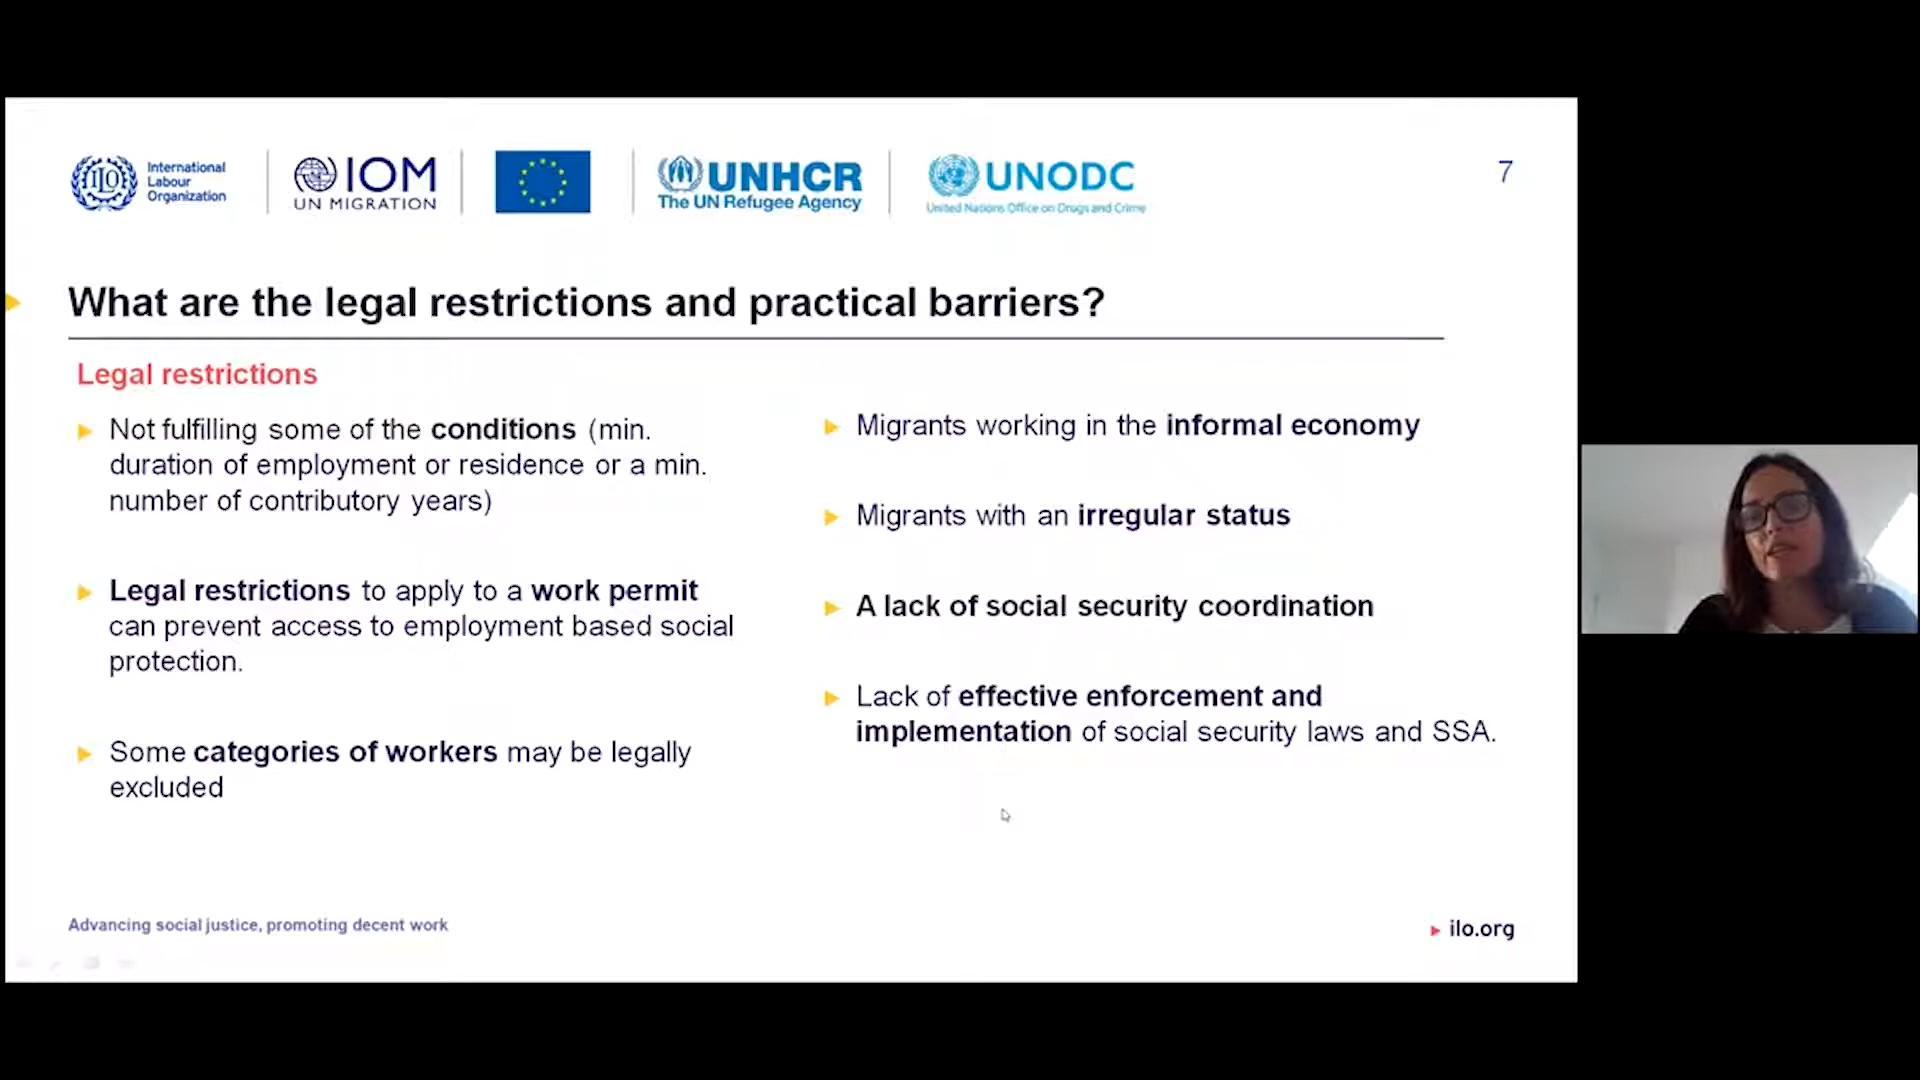 International
Labour
Organization
IOM
UN MIGRATION
UNHCR
The UN Refugee Agency
UNODC
United Nations Office on Drugs and Crime
7
What are the legal restrictions and practical barriers?
Legal restrictions
Not fulfilling some of the conditions (min.
duration of employment or residence or a min.
number of contributory years)
Legal restrictions to apply to a work permit
can prevent access to employment based social
protection.
Some categories of workers may be legally
excluded
Migrants working in the informal economy
Migrants with an irregular status
A lack of social security coordination
Lack of effective enforcement and
implementation of social security laws and SSA.
Advancing social justice, promoting decent work
ilo.org